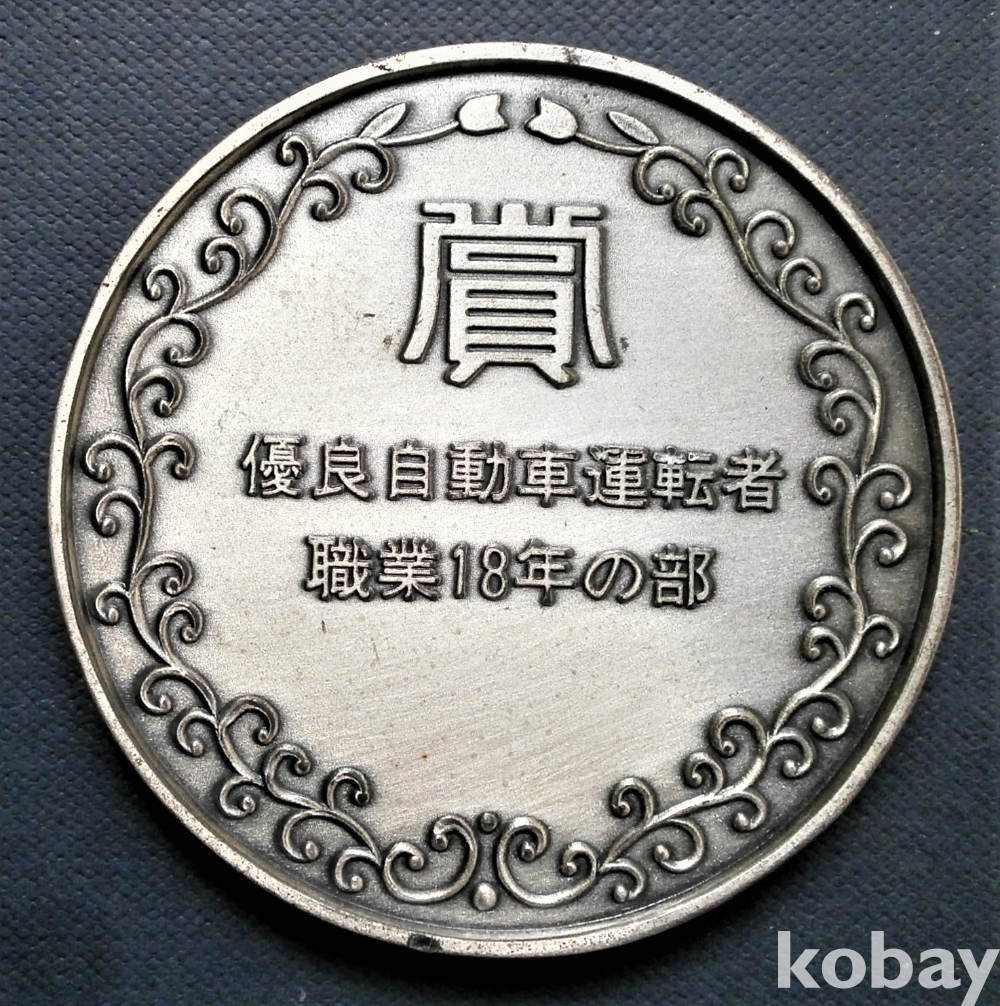 賞
優良自動車運転者
職業18年の部
kobay